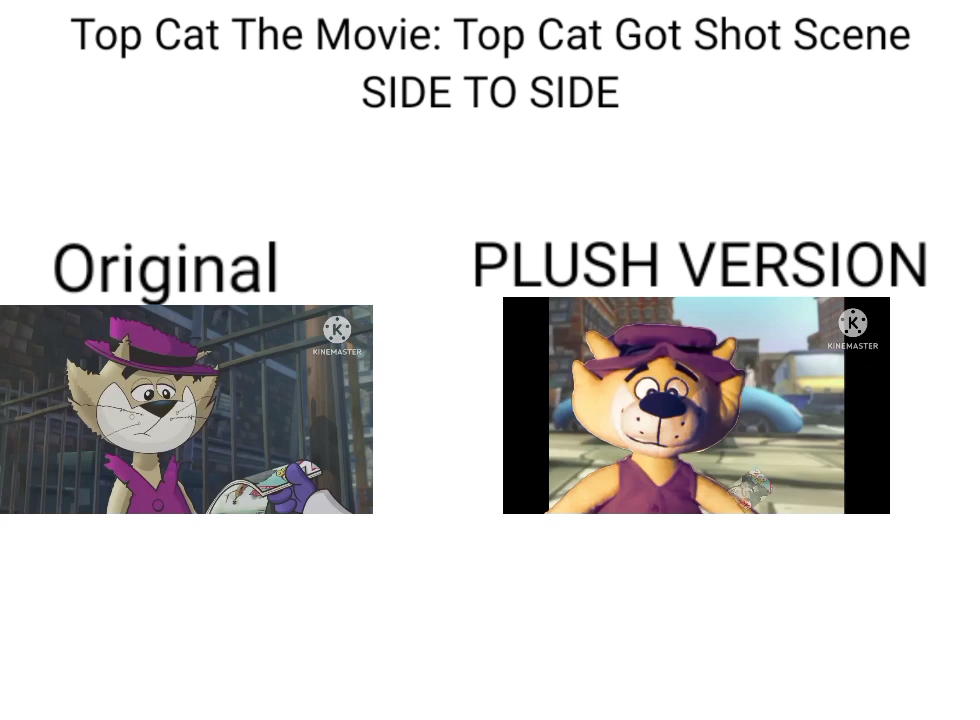 Top Cat The Movie: Top Cat Got Shot Scene
SIDE TO SIDE
Original
PLUSH VERSION
K
KINEMASTER
K
KINEMASTER